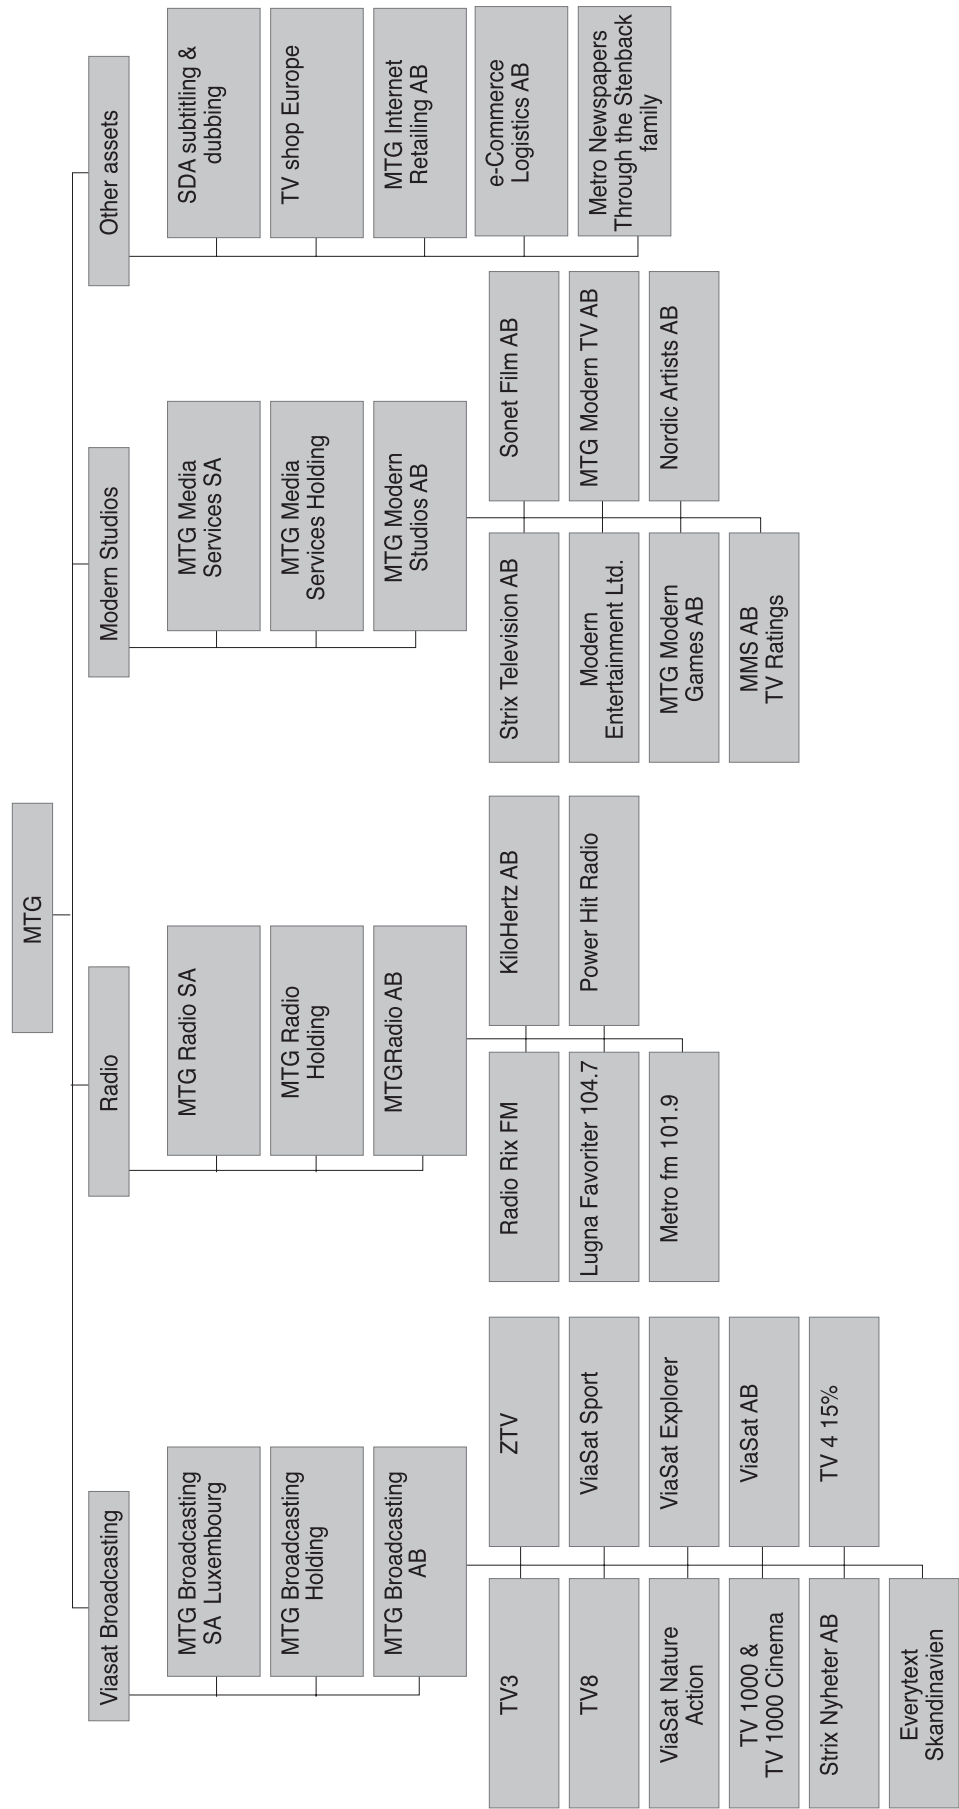 MTG
Viasat Broadcasting
MTG Broadcasting
SA Luxembourg
MTG Broadcasting
Holding
MTG Broadcasting
AB
TV3
ZTV
TV8
ViaSat Sport
ViaSat Nature
Action
ViaSat Explorer
TV 1000 &
TV 1000 Cinema
ViaSat AB
Strix Nyheter AB
TV 4 15%
Everytext
Skandinavien
Radio
MTG Radio SA
MTG Radio
Holding
MTGRadio AB
Radio Rix FM
KiloHertz AB
Lugna Favoriter 104.7
Power Hit Radio
Metro fm 101.9
Modern Studios
MTG Media
Services SA
MTG Media
Services Holding
MTG Modern
Studios AB
Strix Television AB
Sonet Film AB
Modern
Entertainment Ltd.
MTG Modern TV AB
MTG Modern
Games AB
Nordic Artists AB
MMS AB
TV Ratings
Other assets
SDA subtitling &
dubbing
TV shop Europe
MTG Internet
Retailing AB
e-Commerce
Logistics AB
Metro Newspapers
Through the Stenback
family